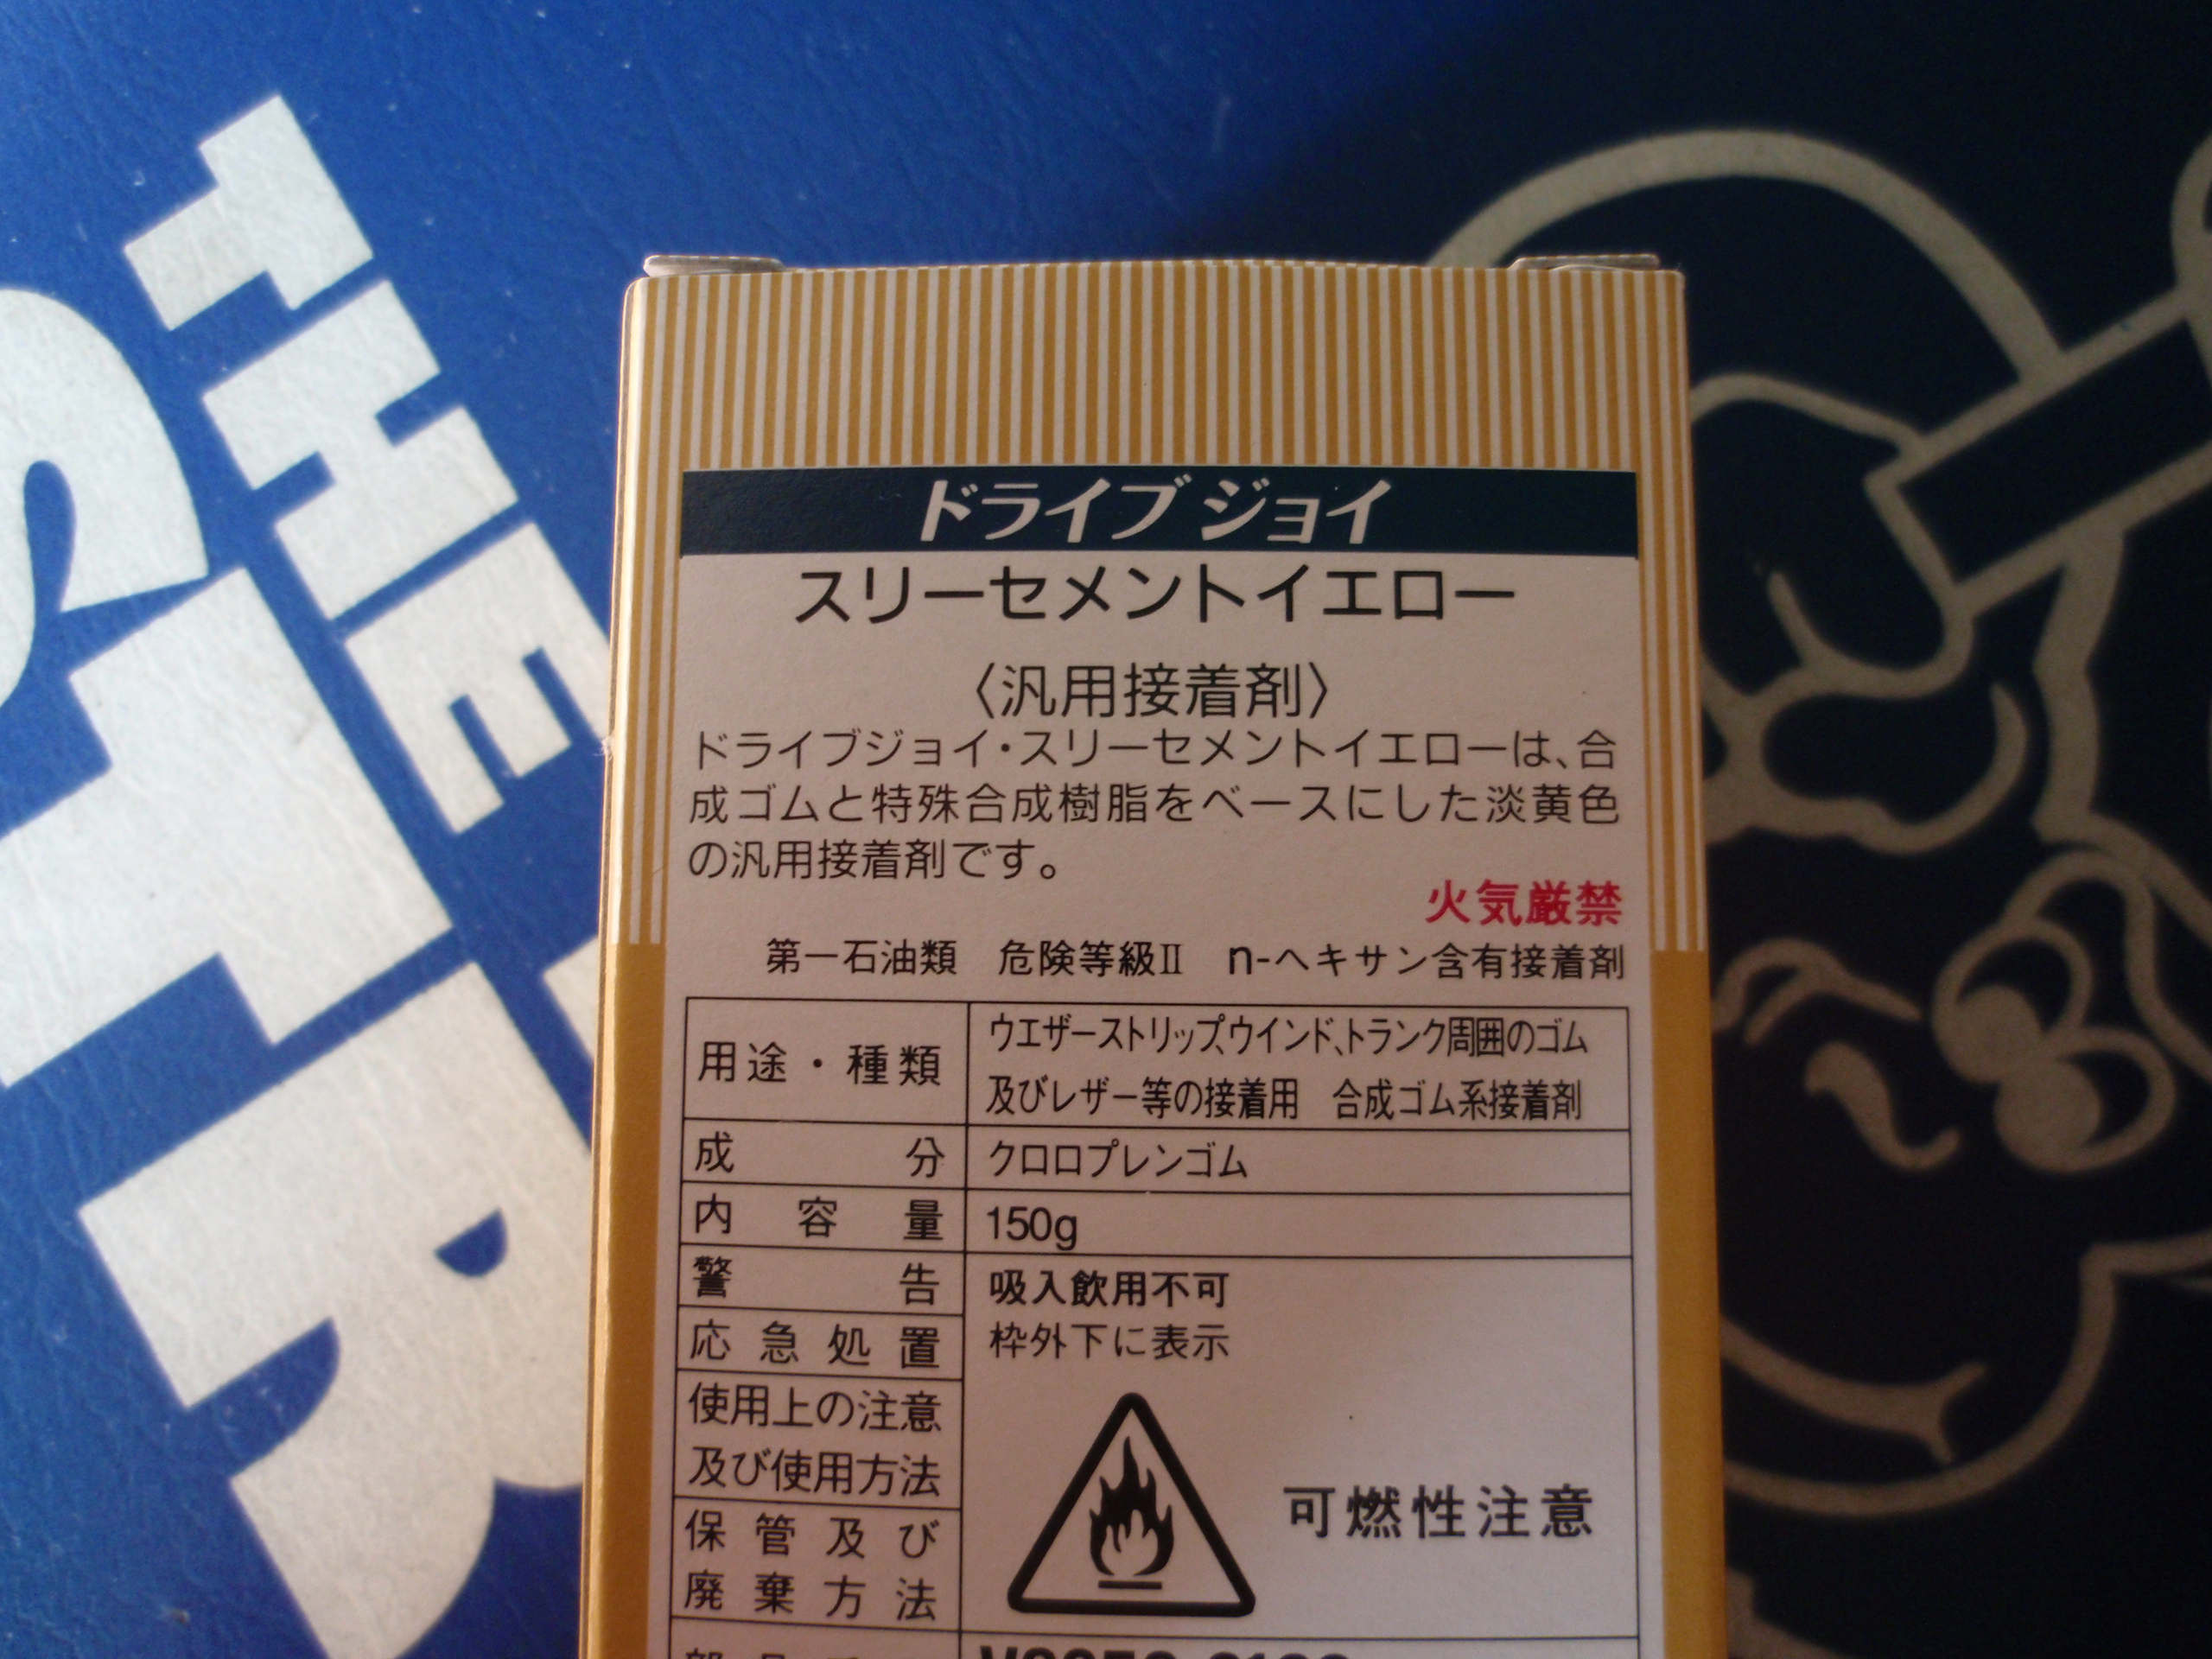 THE
ドライブ ジョイ
スリーセメントイエロー
〈汎用接着剤〉
ドライブジョイ・スリーセメントイエローは、合
成ゴムと特殊合成樹脂をベースにした淡黄色
の汎用接着剤です。
火気厳禁
第一石油類 危険等級II n-ヘキサン含有接着剤
用途・種類
ウエザーストリップ、ウインド、トランク周囲のゴム
及びレザー等の接着用 合成ゴム系接着剤
成分
クロロプレンゴム
内容量
150g
警告
吸入飲用不可
応急処置
枠外下に表示
使用上の注意
及び使用方法
保管及び
廃棄方法
可燃性注意